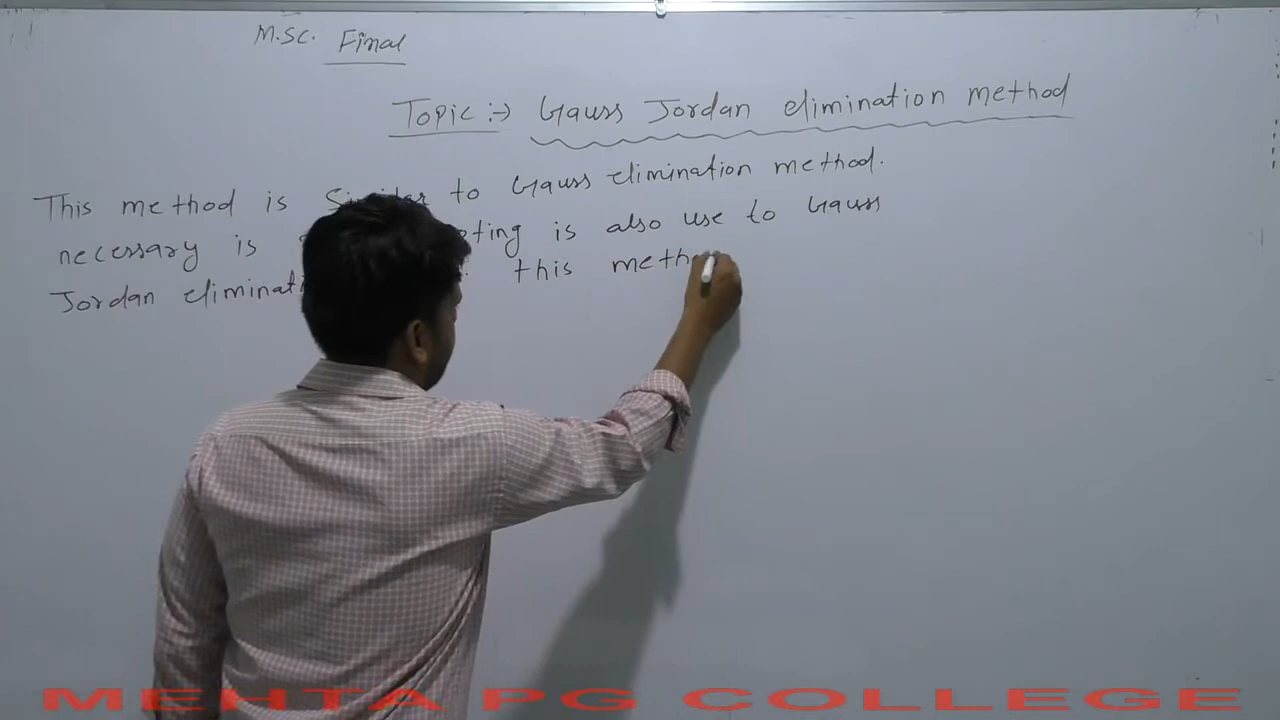 M.SC. Final
Topic :→ Gauss Jordan elimination method
This method is to Gauss elimination method.
necessary is is also use to Gauss
Jordan this
MEHTA PG COLLEGE